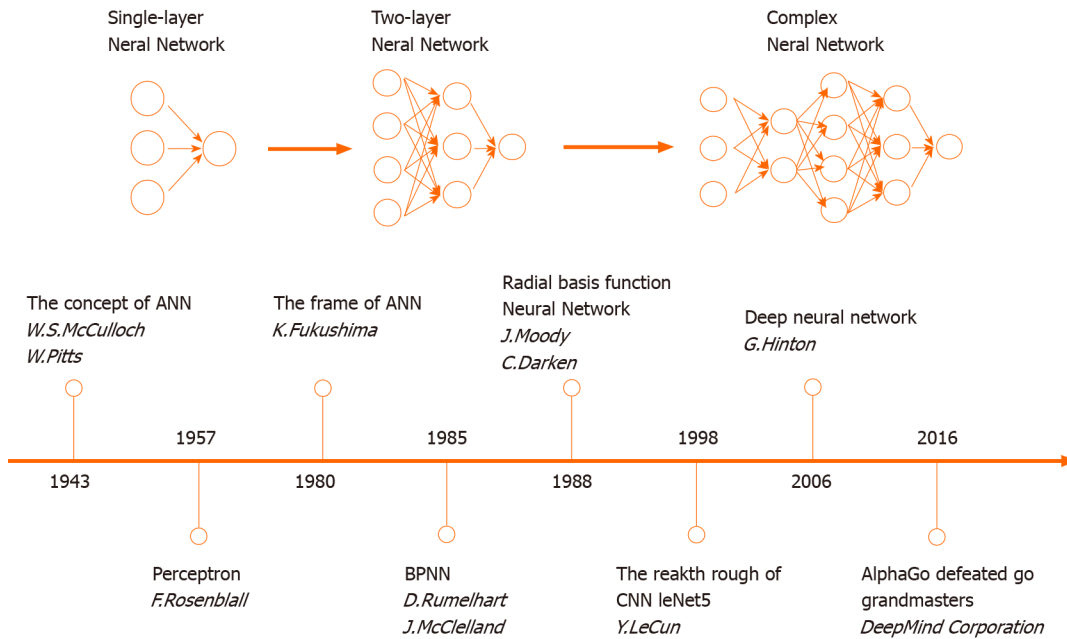 Single-layer
Neral Network
Two-layer
Neral Network
Complex
Neral Network
The concept of ANN
W.S.McCulloch
W.Pitts
The frame of ANN
K.Fukushima
Radial basis function
Neural Network
J.Moody
C.Darken
Deep neural network
G.Hinton
1957
1985
1998
2016
1943
1980
1988
2006
Perceptron
F.Rosenblall
BPNN
D.Rumelhart
J.McClelland
The reakth rough of
CNN leNet5
Y.LeCun
AlphaGo defeated go
grandmasters
DeepMind Corporation